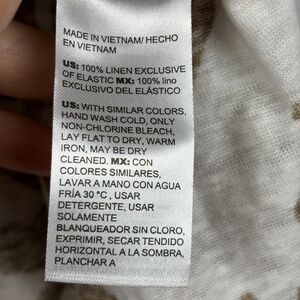 MADE IN VIETNAM/ HECHO
EN VIETNAM
US: 100% LINEN EXCLUSIVE
OF ELASTIC MX: 100% lino
EXCLUSIVO DEL ELÁSTICO
US: WITH SIMILAR COLORS,
HAND WASH COLD, ONLY
NON-CHLORINE BLEACH,
LAY FLAT TO DRY, WARM
IRON, MAY BE DRY
CLEANED. MX: CON
COLORES SIMILARES,
LAVAR A MANO CON AGUA
FRÍA 30 °C , USAR
DETERGENTE, USAR
SOLAMENTE
BLANQUEADOR SIN CLORO,
EXPRIMIR, SECAR TENDIDO
HORIZONTAL A LA SOMBRA,
PLANCHAR A